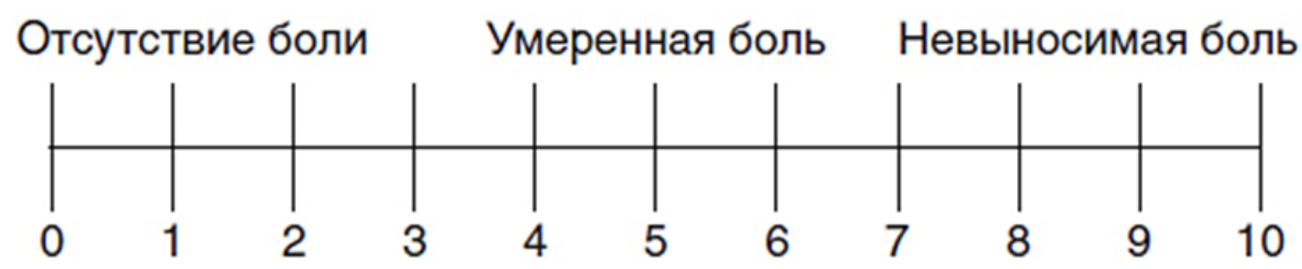 Отсутствие боли Умеренная боль Невыносимая боль
0 1 2 3 4 5 6 7 8 9 10